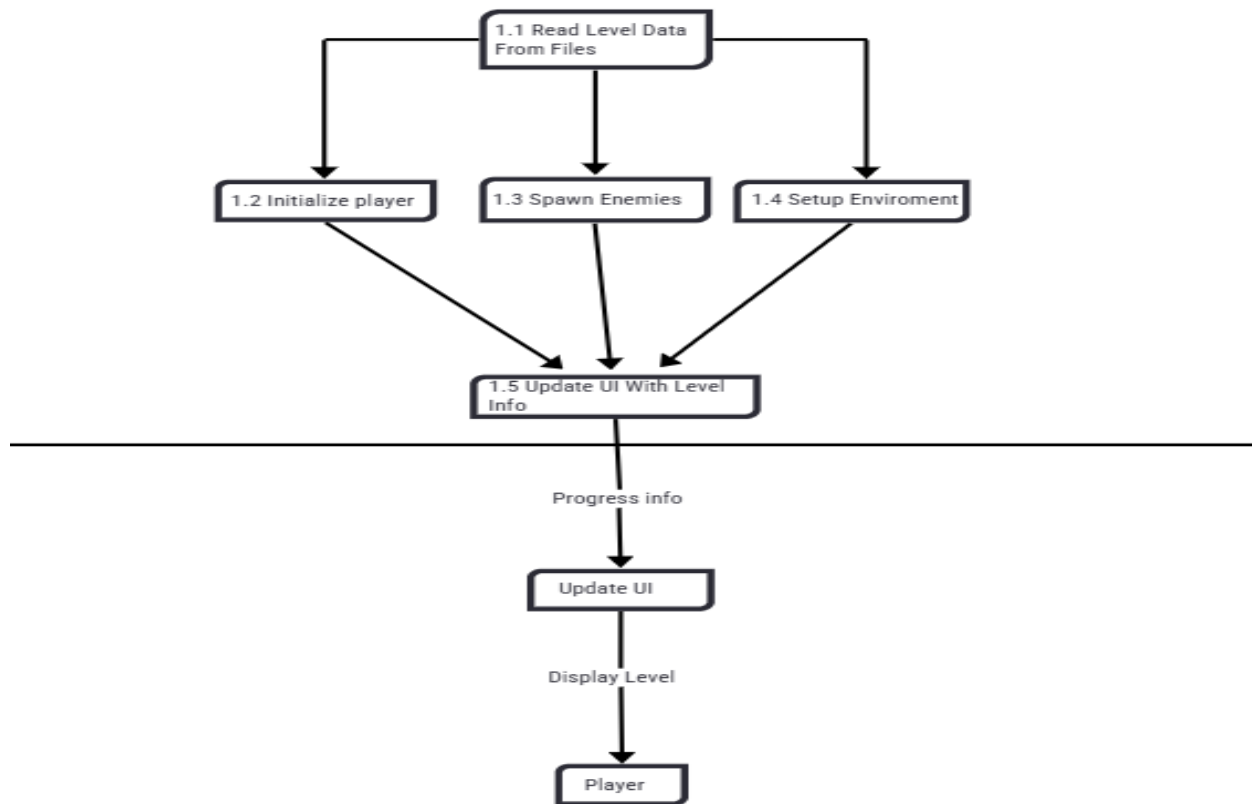 1.1 Read Level Data
From Files
1.2 Initialize player
1.3 Spawn Enemies
1.4 Setup Enviroment
1.5 Update UI With Level
Info
Progress info
Update UI
Display Level
Player